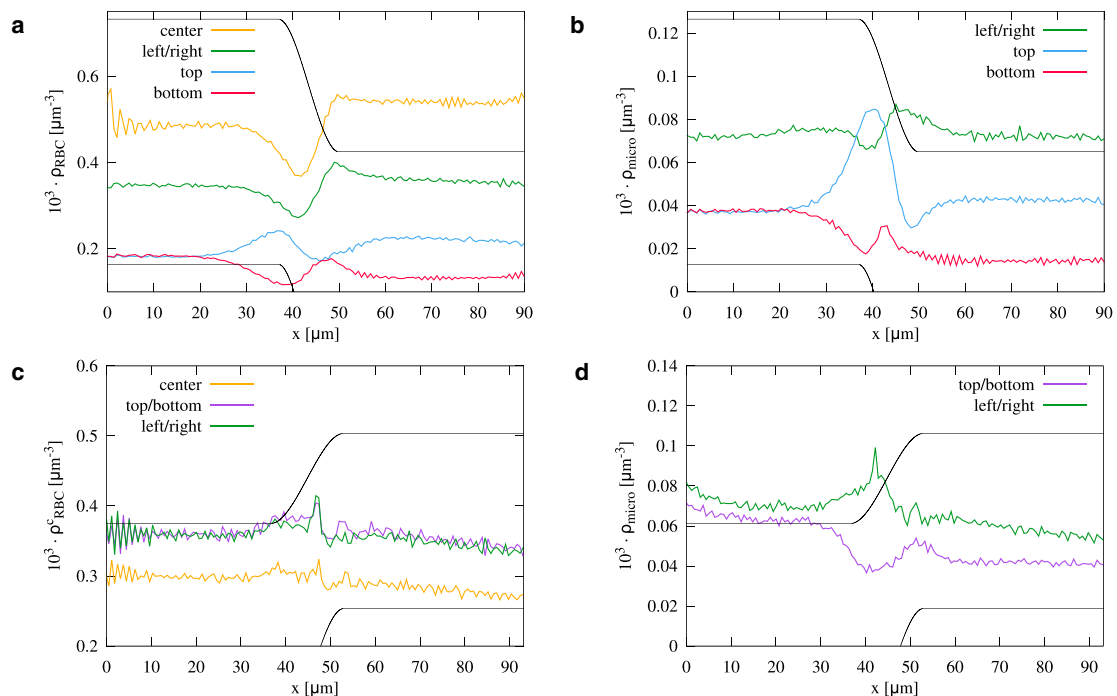 a
10³ · ρRBC [µm-3]
center
left/right
top
bottom
0.6
0.4
0.2
0 10 20 30 40 50 60 70 80 90
x [µm]
b
10³ · ρmicro [µm-3]
left/right
top
bottom
0.12
0.1
0.08
0.06
0.04
0.02
0
0 10 20 30 40 50 60 70 80 90
x [µm]
c
10³ · ρcRBC [µm-3]
center
top/bottom
left/right
0.6
0.5
0.4
0.3
0.2
0 10 20 30 40 50 60 70 80 90
x [µm]
d
10³ · ρmicro [µm-3]
top/bottom
left/right
0.14
0.12
0.1
0.08
0.06
0.04
0.02
0
0 10 20 30 40 50 60 70 80 90
x [µm]